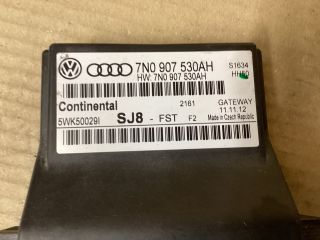 7N0 907 530AH
S1634
HW: 7N0 907 530AH
Continental
2161
GATEWAY
11.11.12
5WK50029I
SJ8 - FST F2
Made in Czech Republic